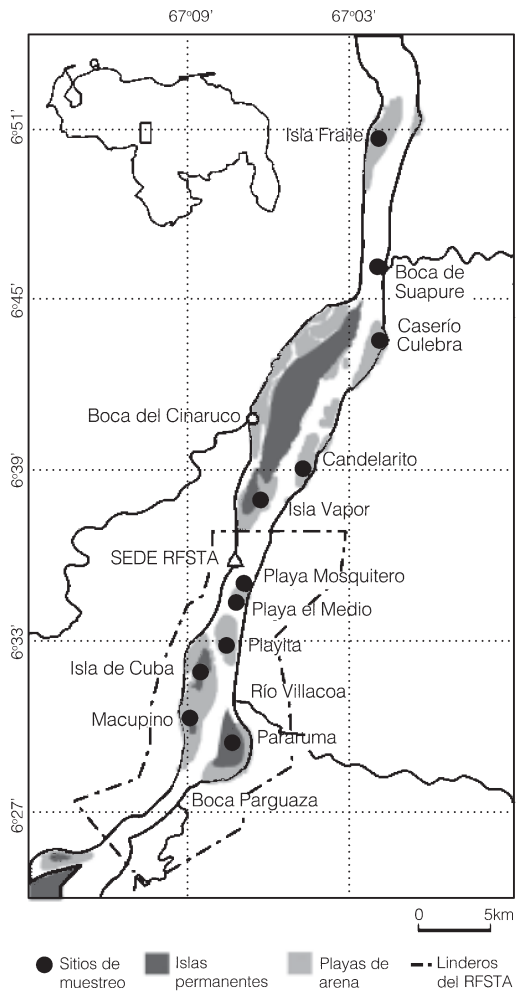 67º09' 67º03'
6º51'
Isla Fraile
Boca de
Suapure
6º45'
Caserío
Culebra
Boca del Cinaruco
Candelarito
6º39'
Isla Vapor
SEDE RFSTA
Playa Mosquitero
Playa el Medio
6º33'
Playita
Isla de Cuba
Río Villacoa
Macupino
Pararuma
Boca Parguaza
6º27'
0 5km
Sitios de
muestreo
Islas
permanentes
Playas de
arena
Linderos
del RFSTA